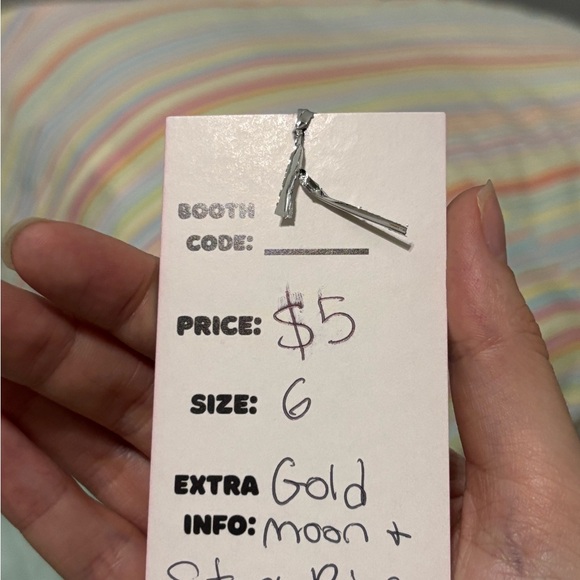 BOOTH
CODE:
PRICE: $5
SIZE: 6
EXTRA Gold
INFO: moon +